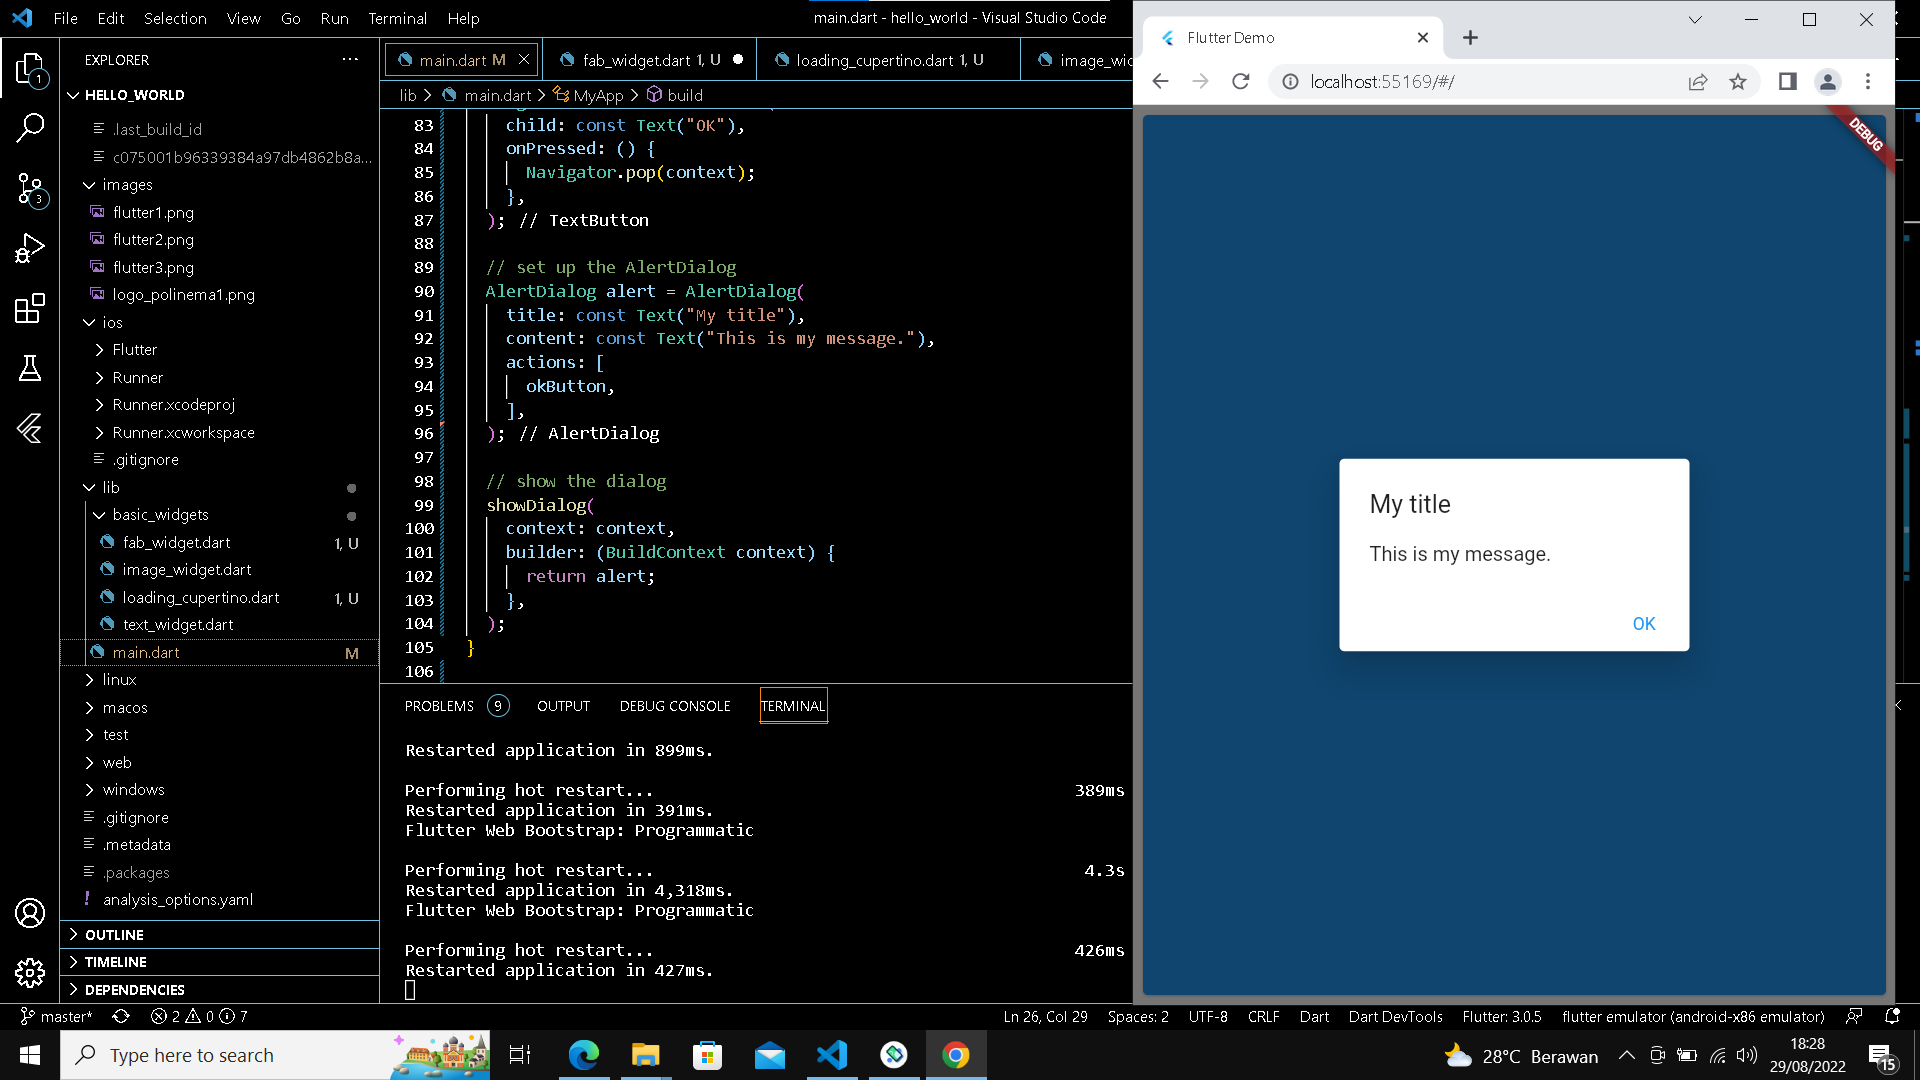 File Edit Selection View Go Run Terminal Help
main.dart - hello_world - Visual Studio Code
EXPLORER
HELLO_WORLD
.last_build_id
c075001b96339384a97db4862b8a...
images
flutter1.png
flutter2.png
flutter3.png
logo_polinema1.png
ios
Flutter
Runner
Runner.xcodeproj
Runner.xcworkspace
.gitignore
lib
basic_widgets
fab_widget.dart 1, U
image_widget.dart
loading_cupertino.dart 1, U
text_widget.dart
main.dart M
linux
macos
test
web
windows
.gitignore
.metadata
.packages
analysis_options.yaml
OUTLINE
TIMELINE
DEPENDENCIES
1
3
main.dart M
fab_widget.dart 1, U
loading_cupertino.dart 1, U
lib > main.dart > MyApp > build
83 child: const Text("OK"),
84 onPressed: () {
85 Navigator.pop(context);
86 },
87 ); // TextButton
88
89 // set up the AlertDialog
90 AlertDialog alert = AlertDialog(
91 title: const Text("My title"),
92 content: const Text("This is my message."),
93 actions: [
94 okButton,
95 ],
96 ); // AlertDialog
97
98 // show the dialog
99 showDialog(
100 context: context,
101 builder: (BuildContext context) {
102 return alert;
103 },
104 );
105 }
106
PROBLEMS 9 OUTPUT DEBUG CONSOLE TERMINAL
Restarted application in 899ms.
Performing hot restart... 389ms
Restarted application in 391ms.
Flutter Web Bootstrap: Programmatic
Performing hot restart... 4.3s
Restarted application in 4,318ms.
Flutter Web Bootstrap: Programmatic
Performing hot restart... 426ms
Restarted application in 427ms.
Flutter Demo
localhost:55169/#/
DEBUG
My title
This is my message.
OK
master* 2 0 7
Ln 26, Col 29 Spaces: 2 UTF-8 CRLF Dart Dart DevTools Flutter: 3.0.5 flutter emulator (android-x86 emulator)
Type here to search
28°C Berawan
18:28
29/08/2022
15